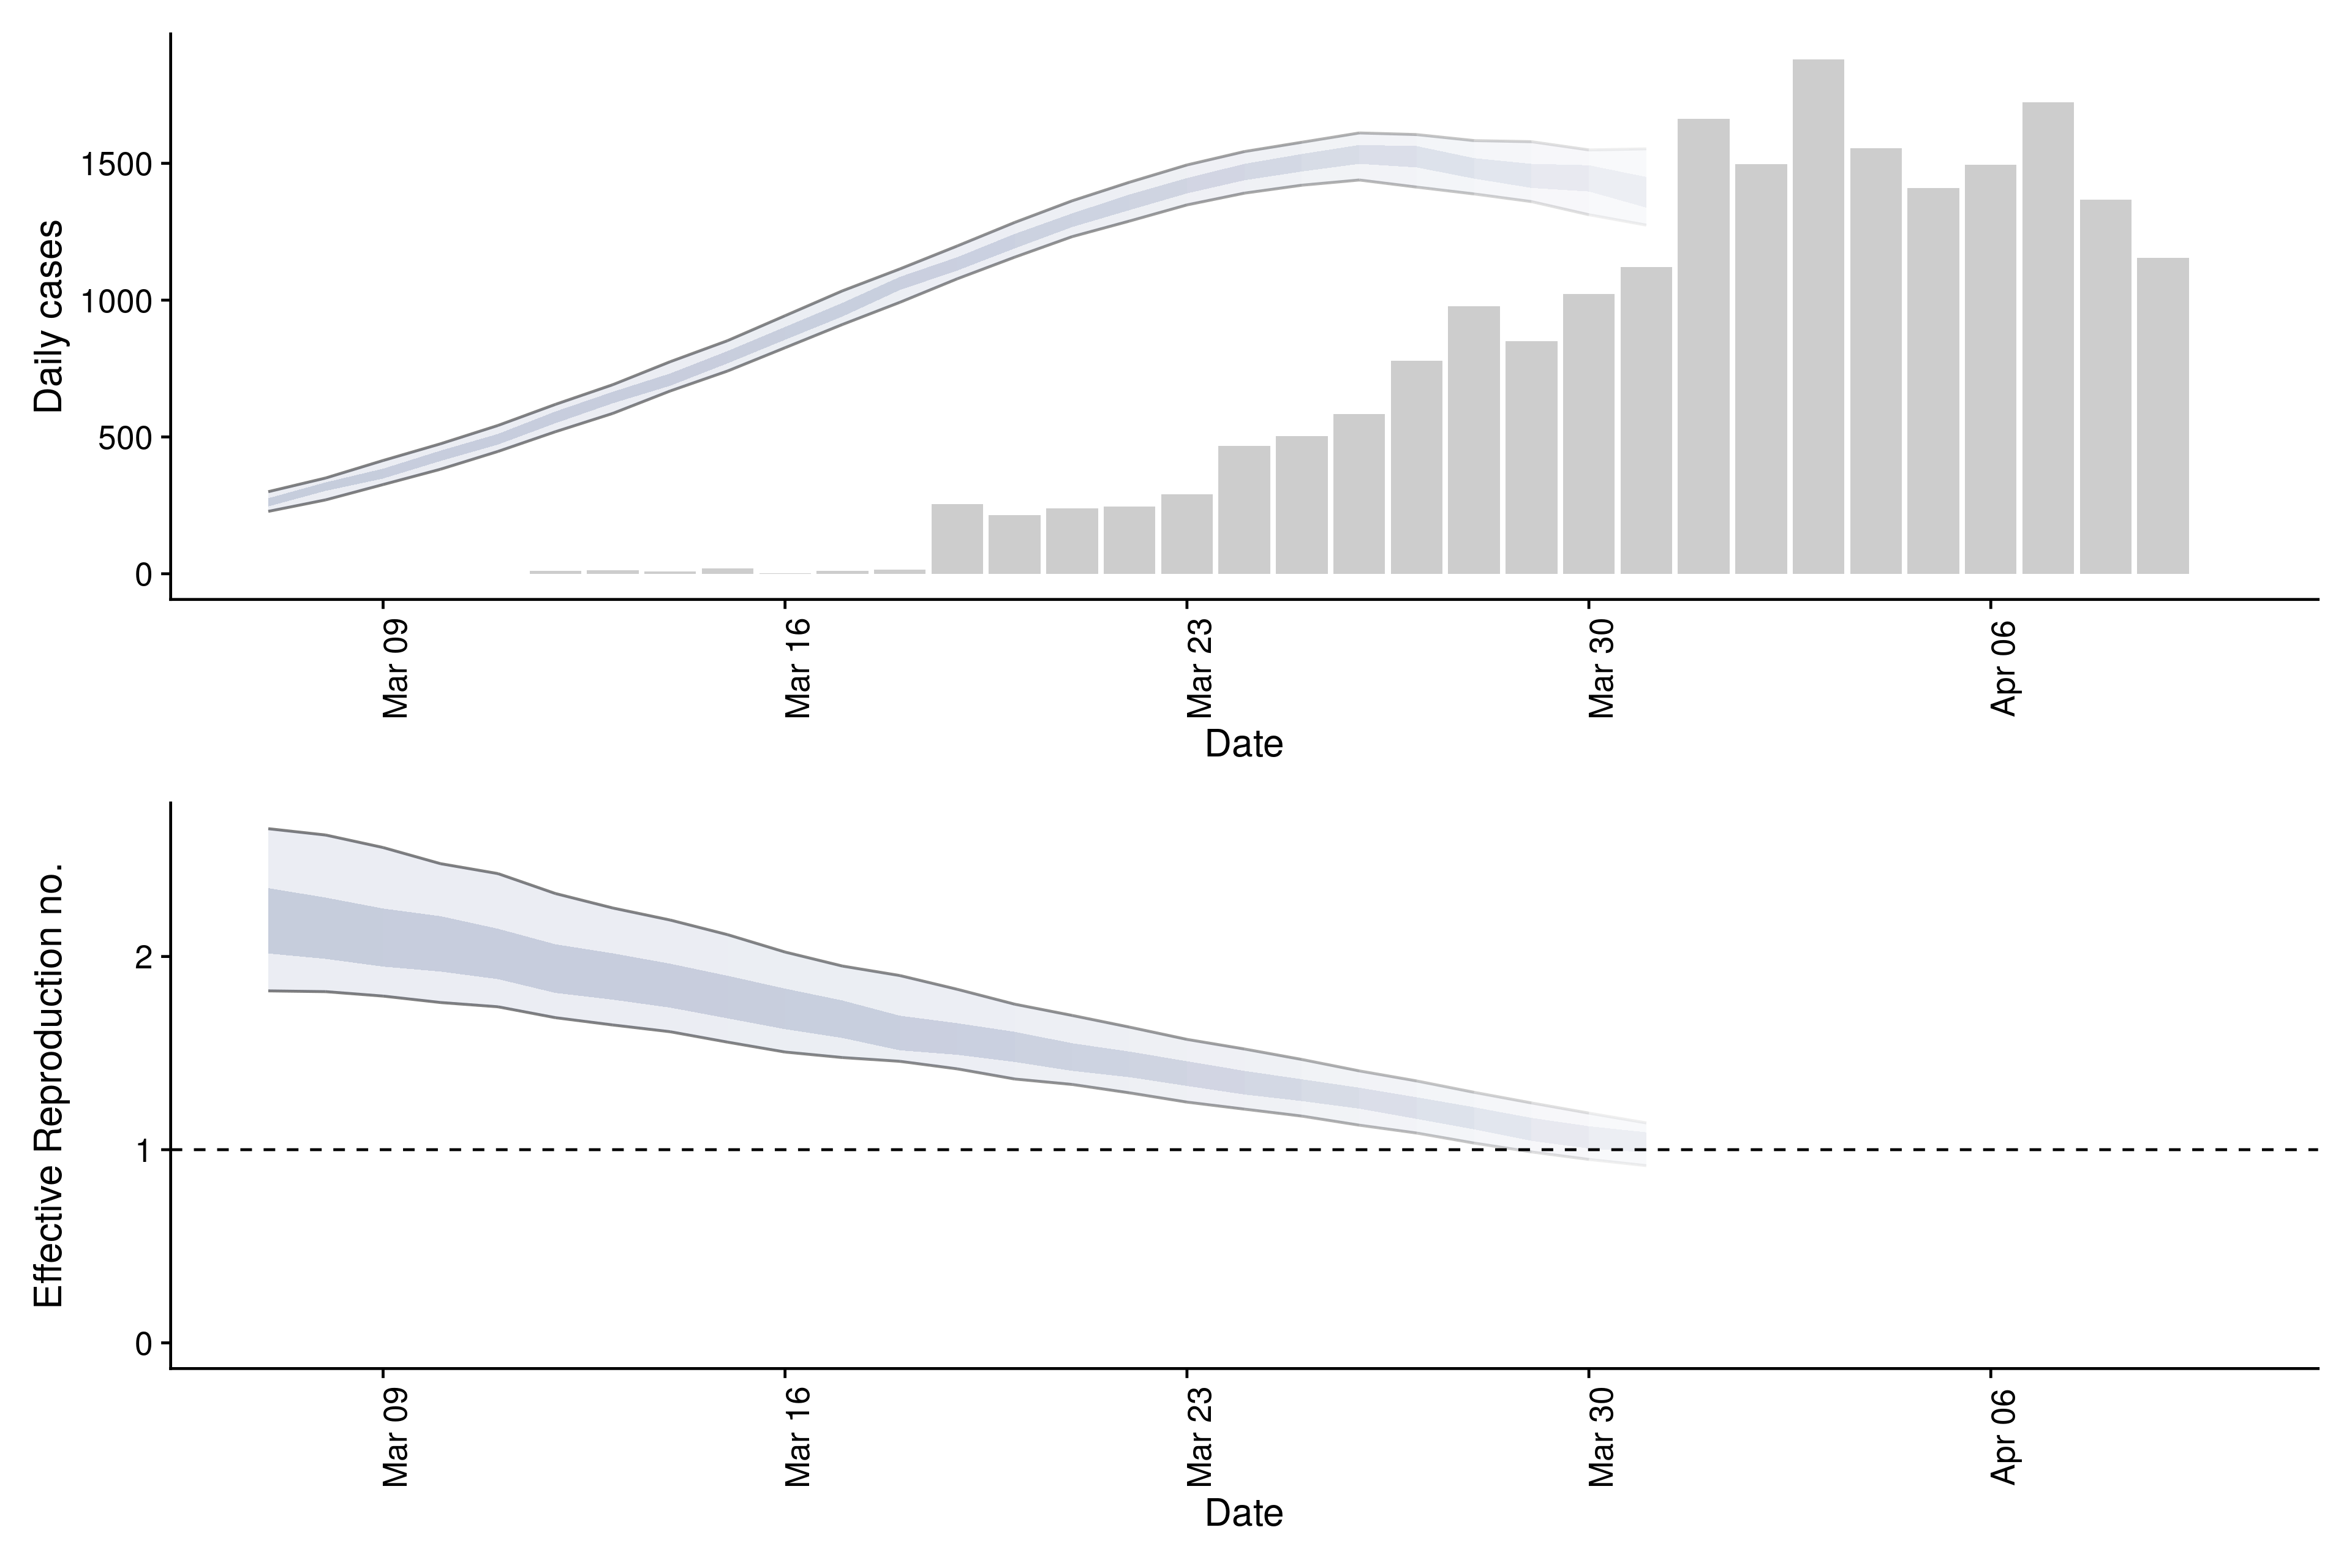 Daily cases
1500
1000
500
0
Mar 09
Mar 16
Mar 23
Mar 30
Apr 06
Date
Effective Reproduction no.
2
1
0
Mar 09
Mar 16
Mar 23
Mar 30
Apr 06
Date